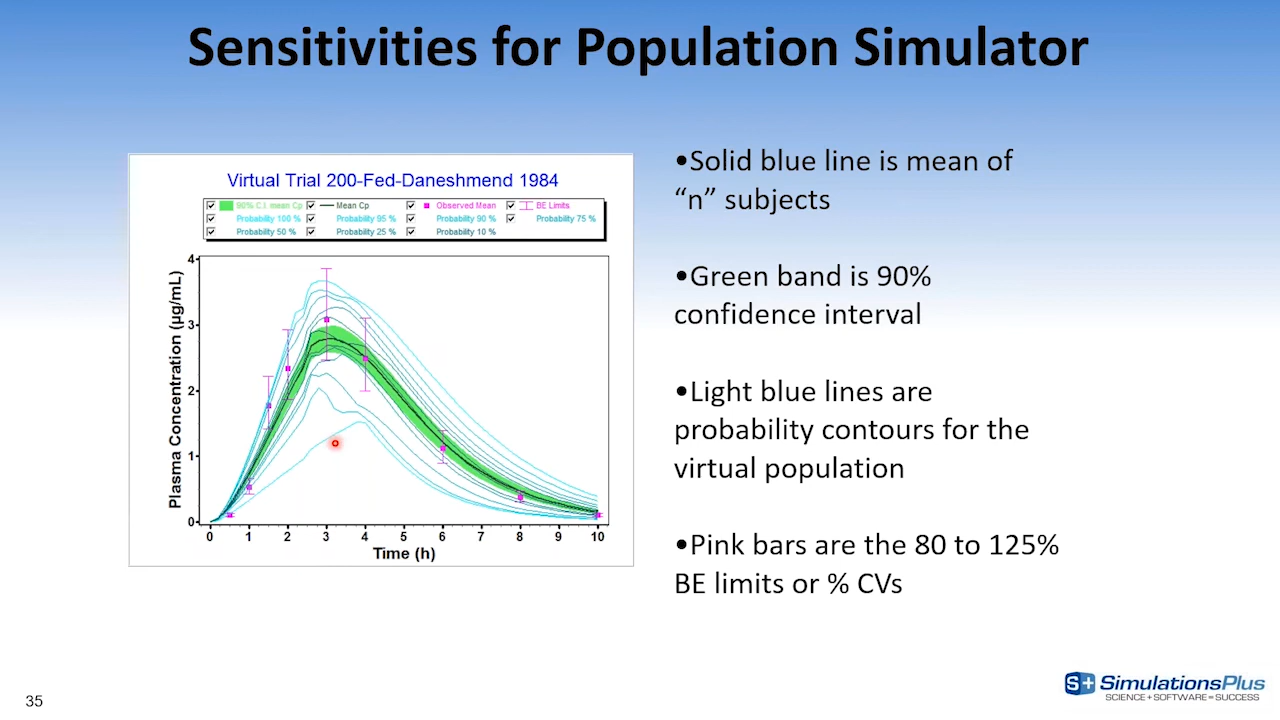 Sensitivities for Population Simulator
Virtual Trial 200-Fed-Daneshmend 1984
90% C.I. mean Cp Mean Cp Observed Mean BE Limits
Probability 100 % Probability 95 % Probability 90 % Probability 75 %
Probability 50 % Probability 25 % Probability 10 %
Plasma Concentration (µg/mL)
4
3
2
1
0
0 1 2 3 4 5 6 7 8 9 10
Time (h)
•Solid blue line is mean of
“n” subjects
•Green band is 90%
confidence interval
•Light blue lines are
probability contours for the
virtual population
•Pink bars are the 80 to 125%
BE limits or % CVs
35
S+ SimulationsPlus
SCIENCE + SOFTWARE = SUCCESS